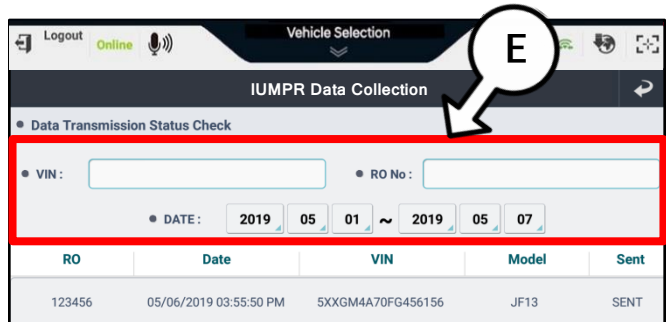 Logout Online Vehicle Selection
E
IUMPR Data Collection
Data Transmission Status Check
VIN : RO No :
DATE : 2019 05 01 ~ 2019 05 07
RO Date VIN Model Sent
123456 05/06/2019 03:55:50 PM 5XXGM4A70FG456156 JF13 SENT